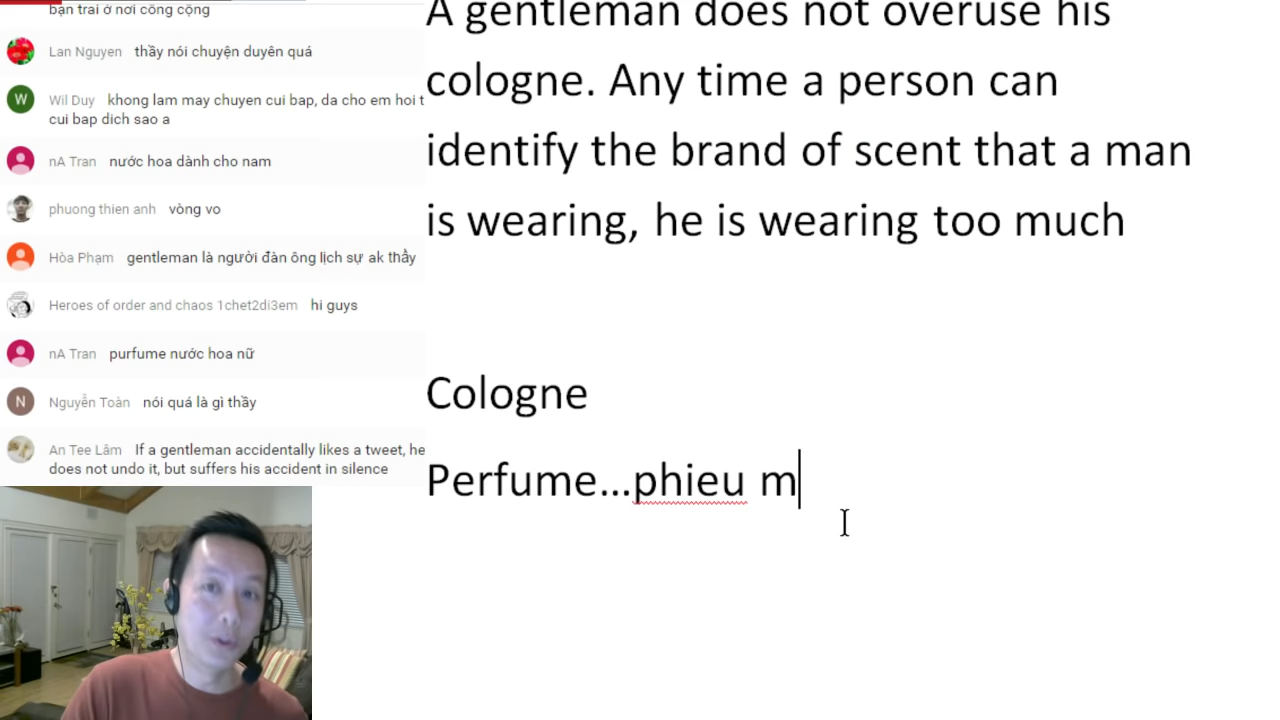 bạn trai ở nơi công cộng
Lan Nguyen thầy nói chuyện duyên quá
W
Wil Duy khong lam may chuyen cui bap, da cho em hoi t
cui bap dich sao a
nA Tran nước hoa dành cho nam
phuong thien anh vòng vo
Hòa Phạm gentleman là người đàn ông lịch sự ak thầy
Heroes of order and chaos 1chet2di3em hi guys
nA Tran purfume nước hoa nữ
N
Nguyễn Toàn nói quá là gì thầy
An Tee Lâm If a gentleman accidentally likes a tweet, he
does not undo it, but suffers his accident in silence
A gentleman does not overuse his
cologne. Any time a person can
identify the brand of scent that a man
is wearing, he is wearing too much
Cologne
Perfume...phieu m